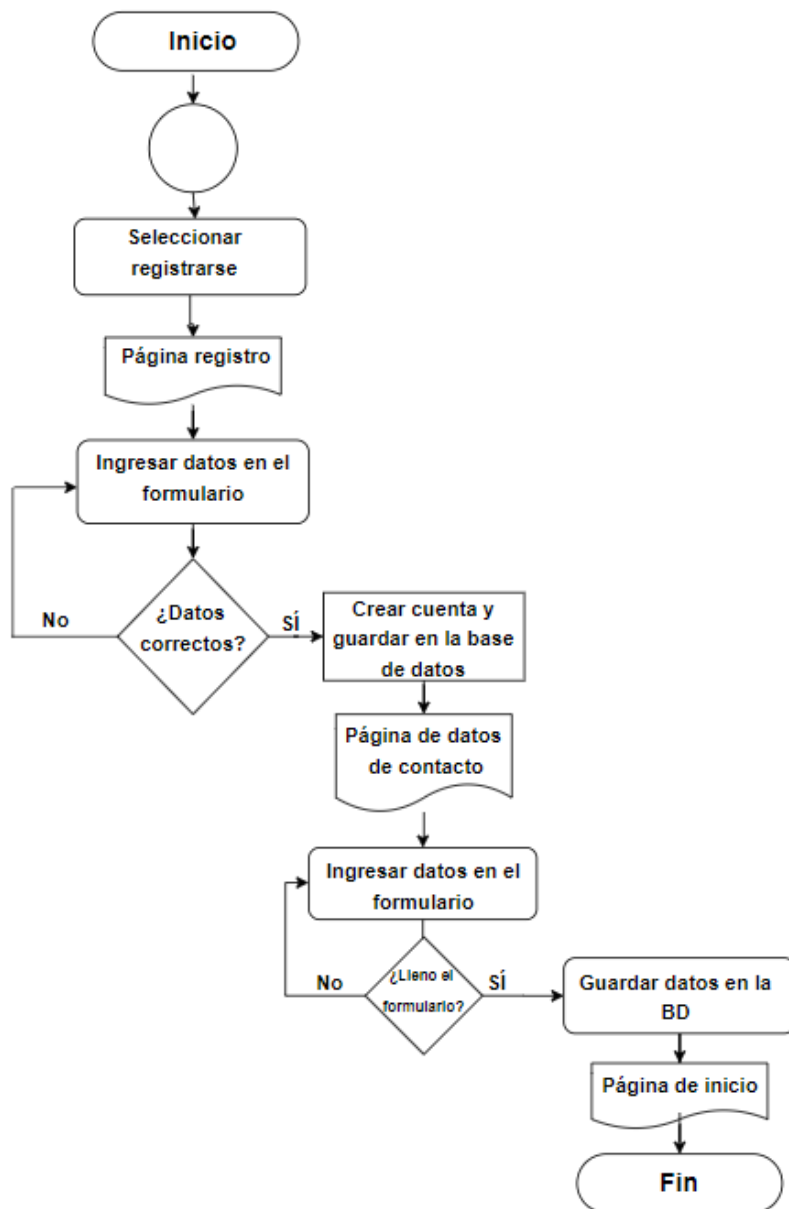 Inicio
Seleccionar
registrarse
Página registro
Ingresar datos en el
formulario
¿Datos
correctos?
No
SÍ
Crear cuenta y
guardar en la base
de datos
Página de datos
de contacto
Ingresar datos en el
formulario
¿Lleno el
formulario?
No
SÍ
Guardar datos en la
BD
Página de inicio
Fin